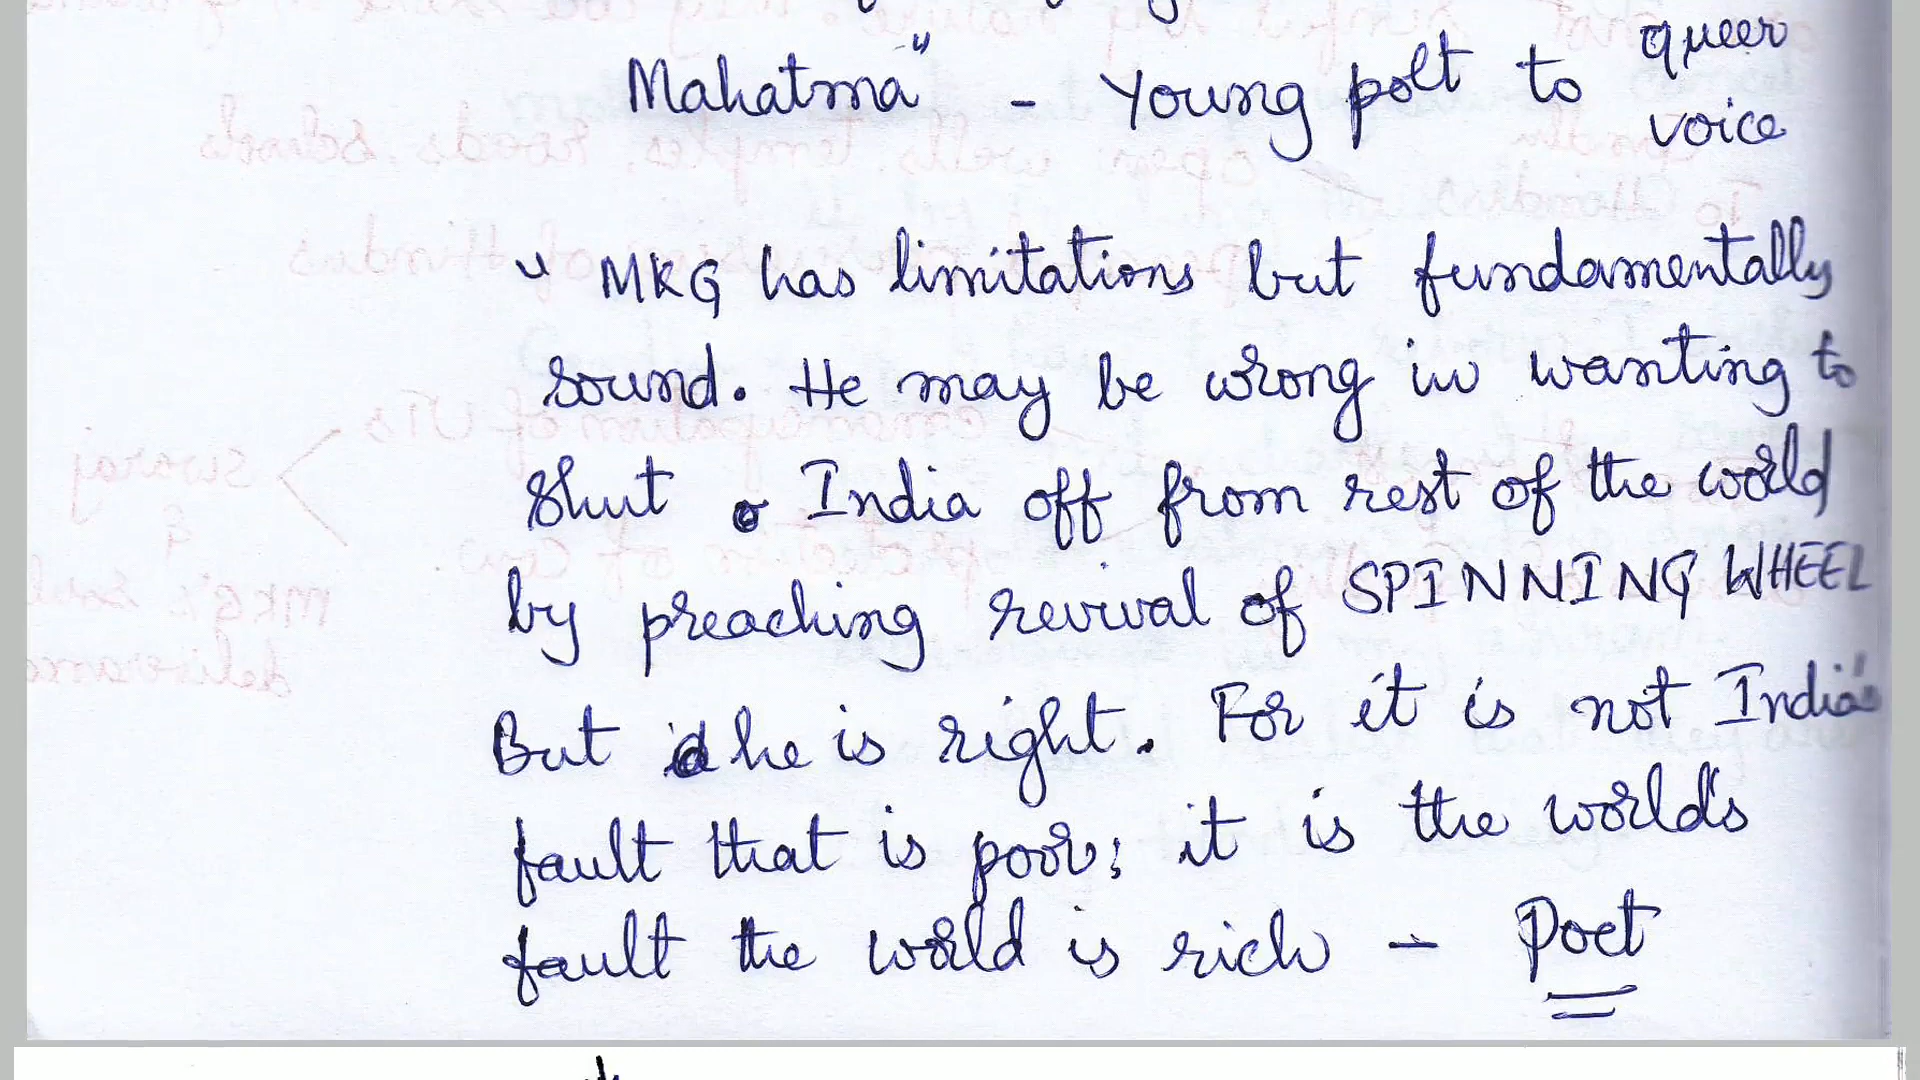 Mahatma" - Young polt to queer voice
" MKG has limitations but fundamentally
sound. He may be wrong in wanting to
shut India off from rest of the world
by preaching revival of SPINNING WHEEL
But he is right. For it is not India's
fault that is poor; it is the world's
fault the world is rich - Poet